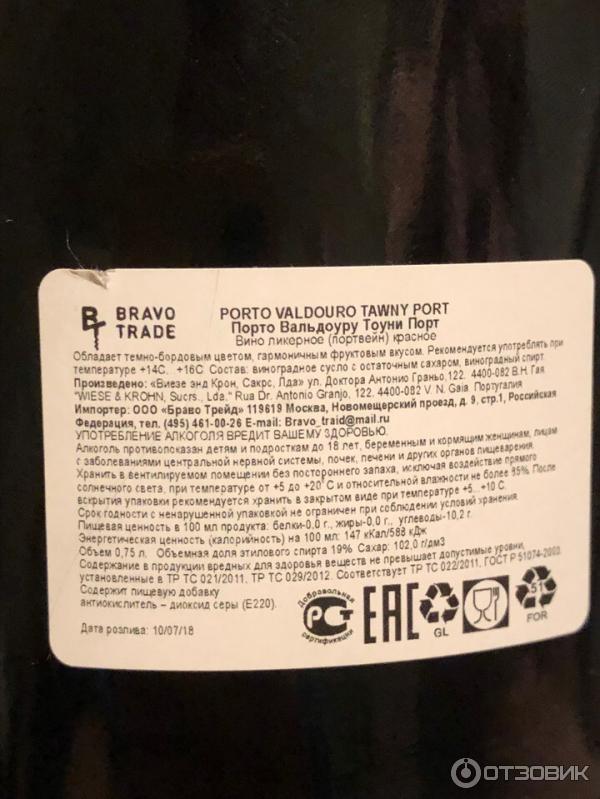 BRAVO
TRADE
PORTO VALDOURO TAWNY PORT
Порто Вальдоуру Тоуни Порт
Вино ликерное (портвейн) красное
Обладает темно-бордовым цветом, гармоничным фруктовым вкусом. Рекомендуется употреблять при
температуре +14С.. +16С Состав: виноградное сусло с остаточным сахаром, виноградный спирт.
Произведено: «Виезе энд Крон, Сакрс, Лда» ул. Доктора Антонио Граньо,122. 4400-082 В.Н. Гая.
"WIESE & KROHN, Sucrs., Lda." Rua Dr. Antonio Granjo, 122. 4400-082 V. N. Gaia. Португалия
Импортер: ООО «Браво Трейд» 119619 Москва, Новомещерский проезд, д. 9, стр.1, Российская
Федерация, тел. (495) 461-00-26 E-mail: Bravo_traid@mail.ru
УПОТРЕБЛЕНИЕ АЛКОГОЛЯ ВРЕДИТ ВАШЕМУ ЗДОРОВЬЮ.
Алкоголь противопоказан детям и подросткам до 18 лет, беременным и кормящим женщинам, лицам
с заболеваниями центральной нервной системы, почек, печени и других органов пищеварения.
Хранить в вентилируемом помещении без постороннего запаха, исключая воздействие прямого
солнечного света, при температуре от +5 до +20˚С и относительной влажности не более 85% После
вскрытия упаковки рекомендуется хранить в закрытом виде при температуре +5...+10 С.
Срок годности с ненарушенной упаковкой не ограничен при соблюдении условий хранения.
Пищевая ценность в 100 мл продукта: белки-0,0 г., жиры-0,0 г., углеводы-10,2 г.
Энергетическая ценность (калорийность) на 100 мл: 147 кКал/588 кДж
Объем 0,75 л. Объемная доля этилового спирта 19% Сахар: 102,0 г/дм3
Содержание в продукции вредных для здоровья веществ не превышает допустимые уровни,
установленные в ТР ТС 021/2011, ТР ТС 029/2012. Соответствует ТР ТС 022/2011. ГОСТ Р 51074-2003.
Содержит пищевую добавку
антиокислитель – диоксид серы (Е220).
Дата розлива: 10/07/18
Добровольная
сертификация
EAC
GL
51
FOR
ОТЗОВИК